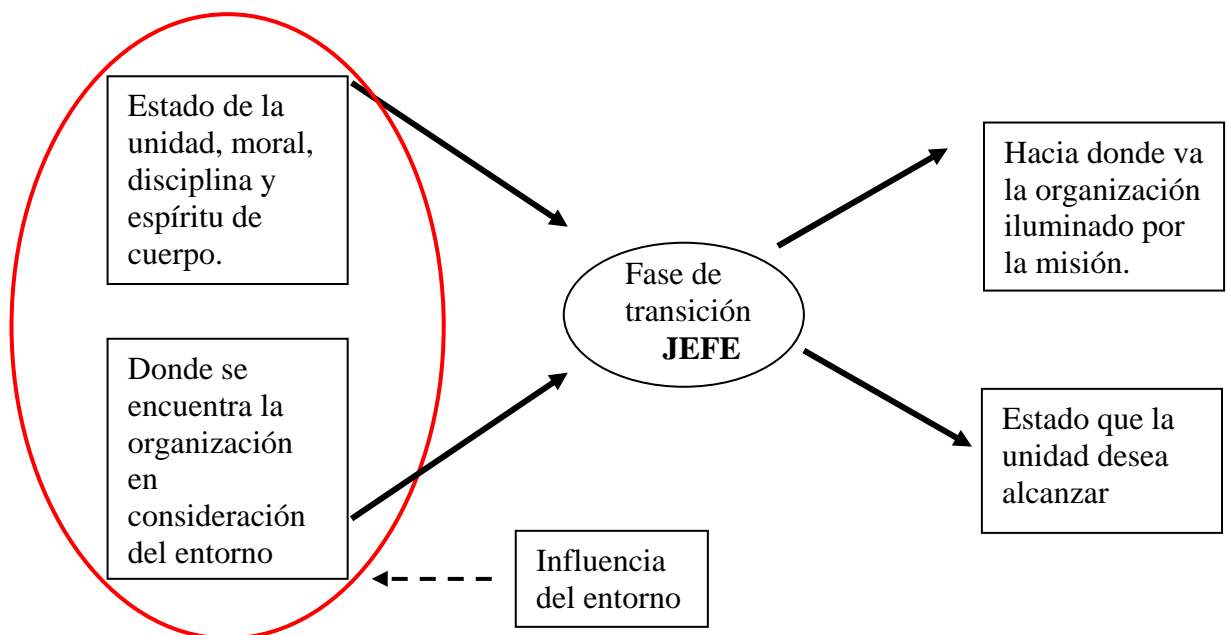 Estado de la
unidad, moral,
disciplina y
espíritu de
cuerpo.
Donde se
encuentra la
organización
en
consideración
del entorno
Influencia
del entorno
Fase de
transición
JEFE
Hacia donde va
la organización
iluminado por
la misión.
Estado que la
unidad desea
alcanzar